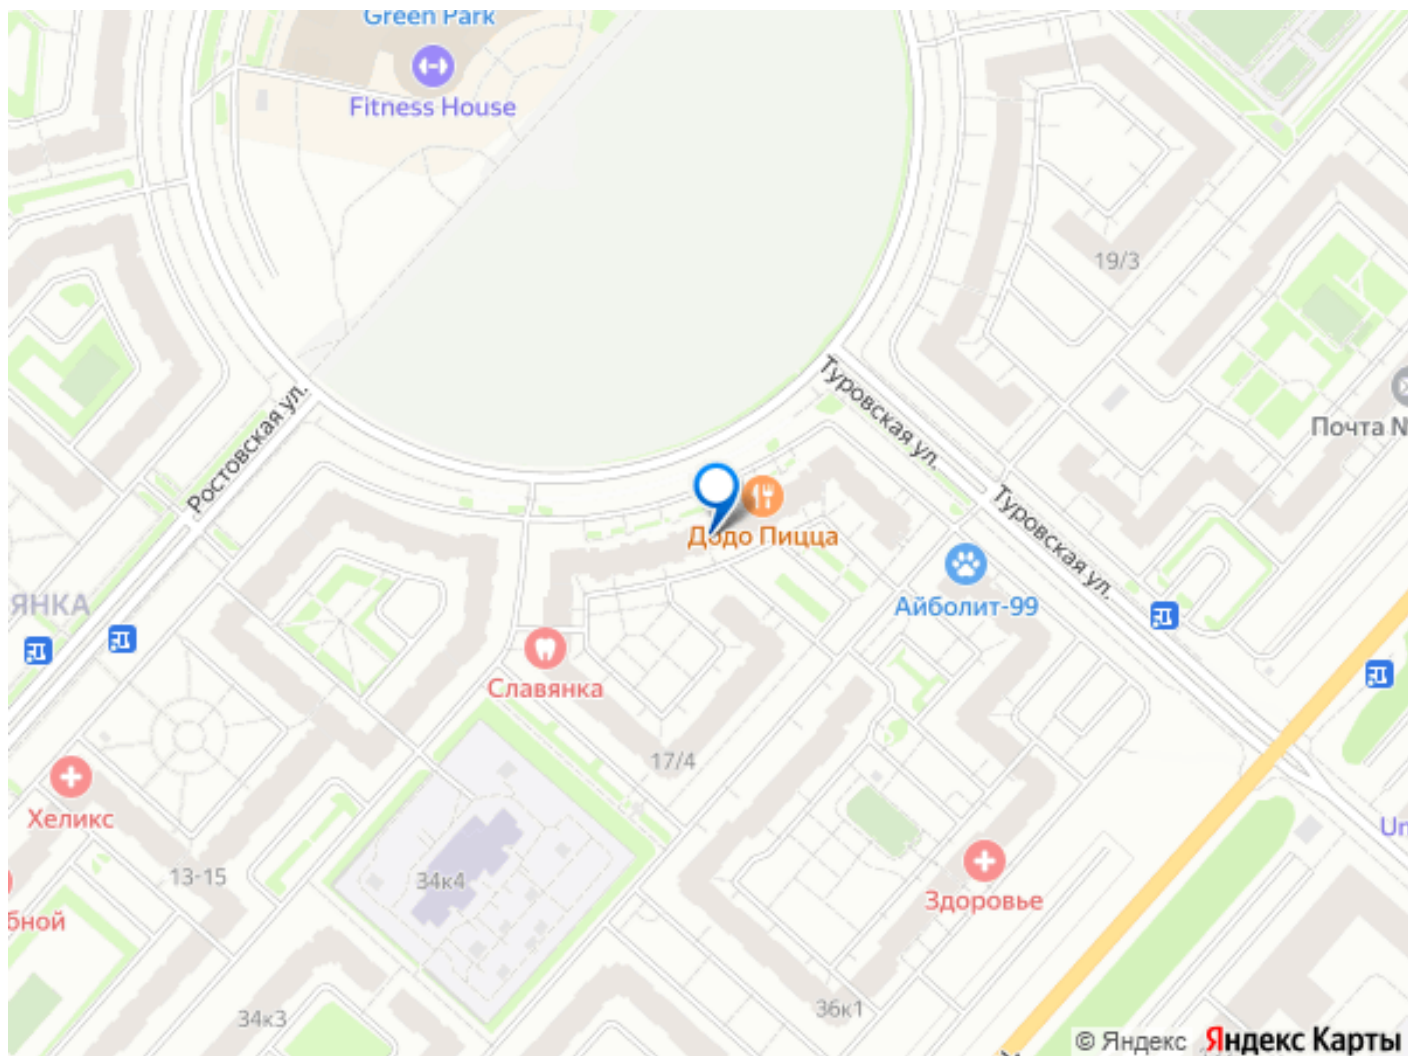 Green Park
Fitness House
19/3
Туровская ул.
Почта N
Ростовская ул.
Додо Пицца
Туровская ул.
ЯНКА
Айболит-99
Славянка
17/4
Хеликс
Un
13-15
34к4
Здоровье
бной
34к3
36к1
© Яндекс Яндекс Карты